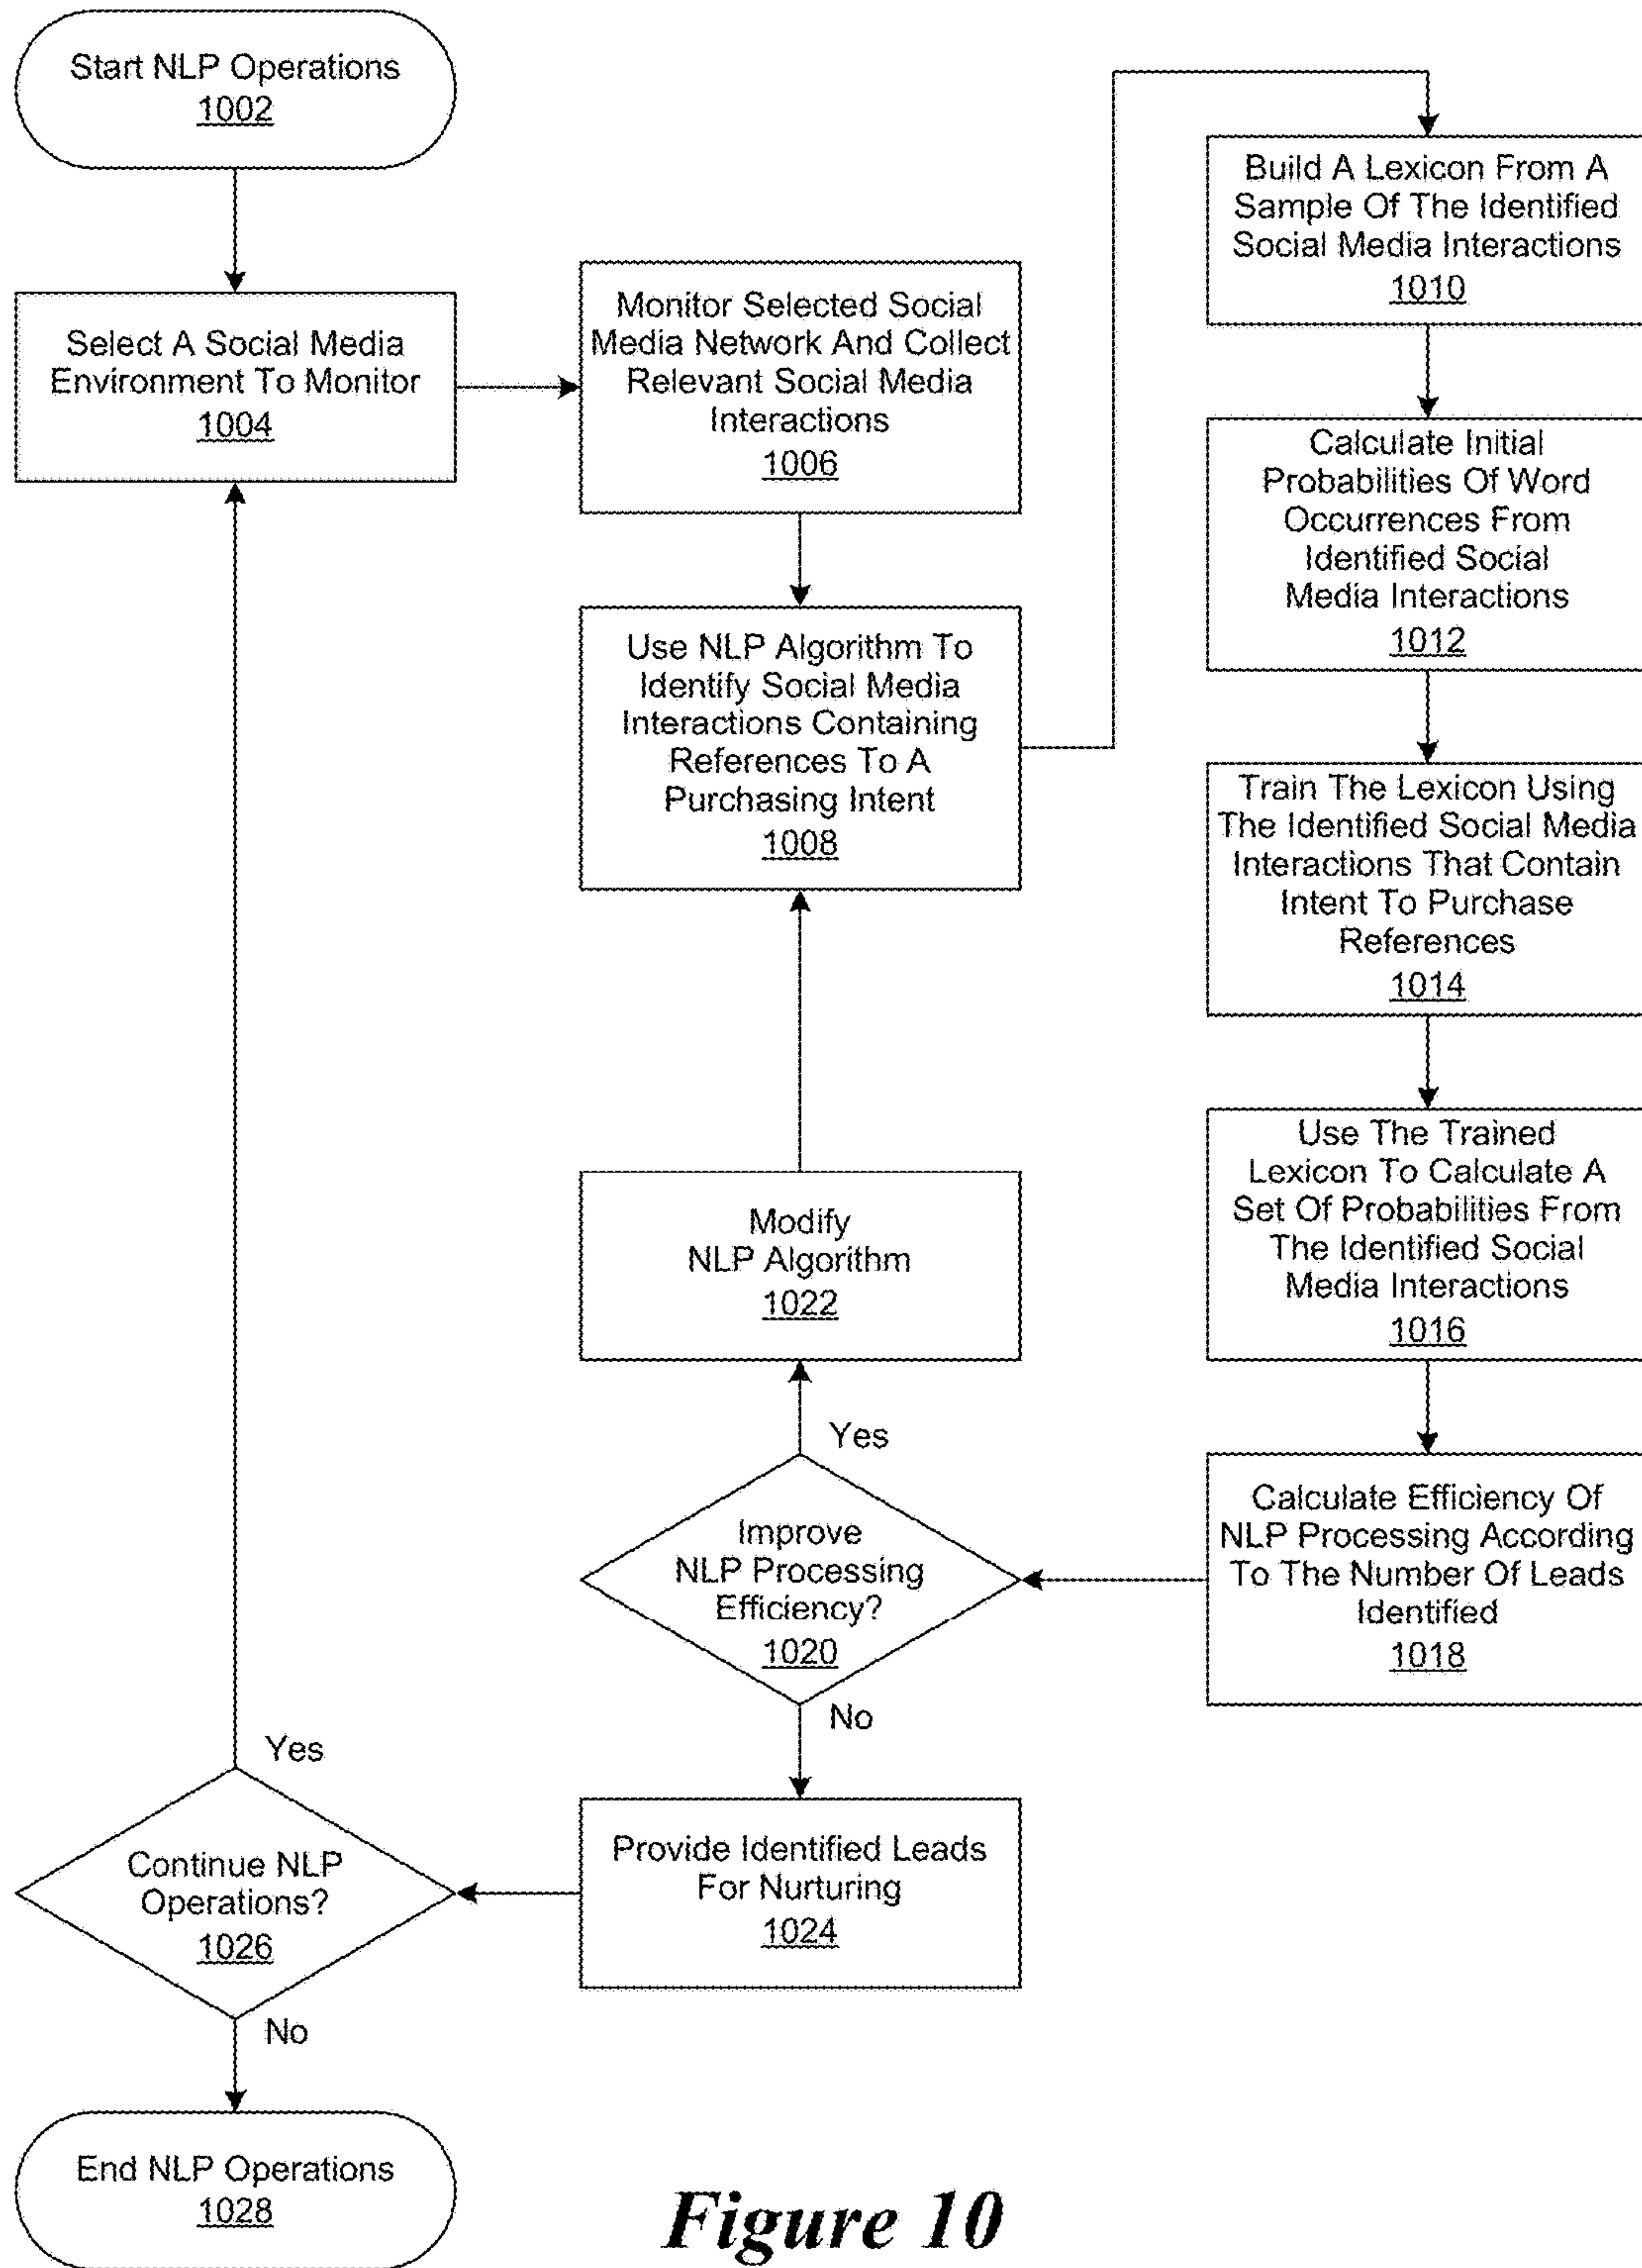 Start NLP Operations
1002
Select A Social Media
Environment To Monitor
1004
Monitor Selected Social
Media Network And Collect
Relevant Social Media
Interactions
1006
Use NLP Algorithm To
Identify Social Media
Interactions Containing
References To A
Purchasing Intent
1008
Build A Lexicon From A
Sample Of The Identified
Social Media Interactions
1010
Calculate Initial
Probabilities Of Word
Occurrences From
Identified Social
Media Interactions
1012
Train The Lexicon Using
The Identified Social Media
Interactions That Contain
Intent To Purchase
References
1014
Use The Trained
Lexicon To Calculate A
Set Of Probabilities From
The Identified Social
Media Interactions
1016
Calculate Efficiency Of
NLP Processing According
To The Number Of Leads
Identified
1018
Improve
NLP Processing
Efficiency?
1020
Yes
Modify
NLP Algorithm
1022
No
Provide Identified Leads
For Nurturing
1024
Continue NLP
Operations?
1026
Yes
No
End NLP Operations
1028
Figure 10